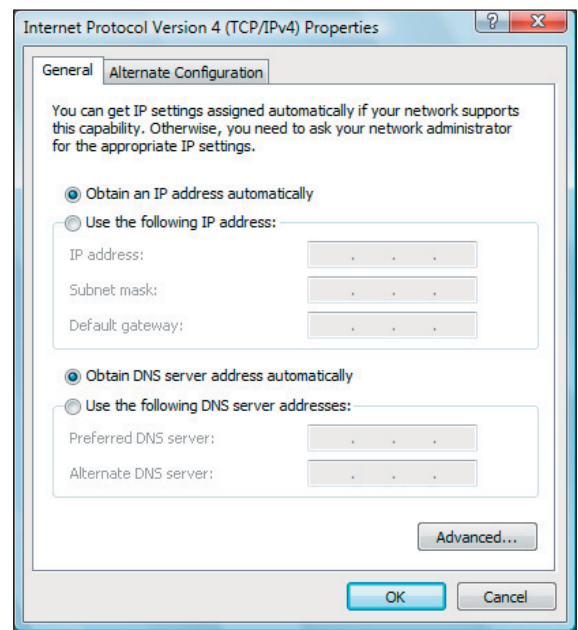 Internet Protocol Version 4 (TCP/IPv4) Properties
General
Alternate Configuration
You can get IP settings assigned automatically if your network supports
this capability. Otherwise, you need to ask your network administrator
for the appropriate IP settings.
Obtain an IP address automatically
Use the following IP address:
IP address:
Subnet mask:
Default gateway:
Obtain DNS server address automatically
Use the following DNS server addresses:
Preferred DNS server:
Alternate DNS server:
Advanced...
OK
Cancel